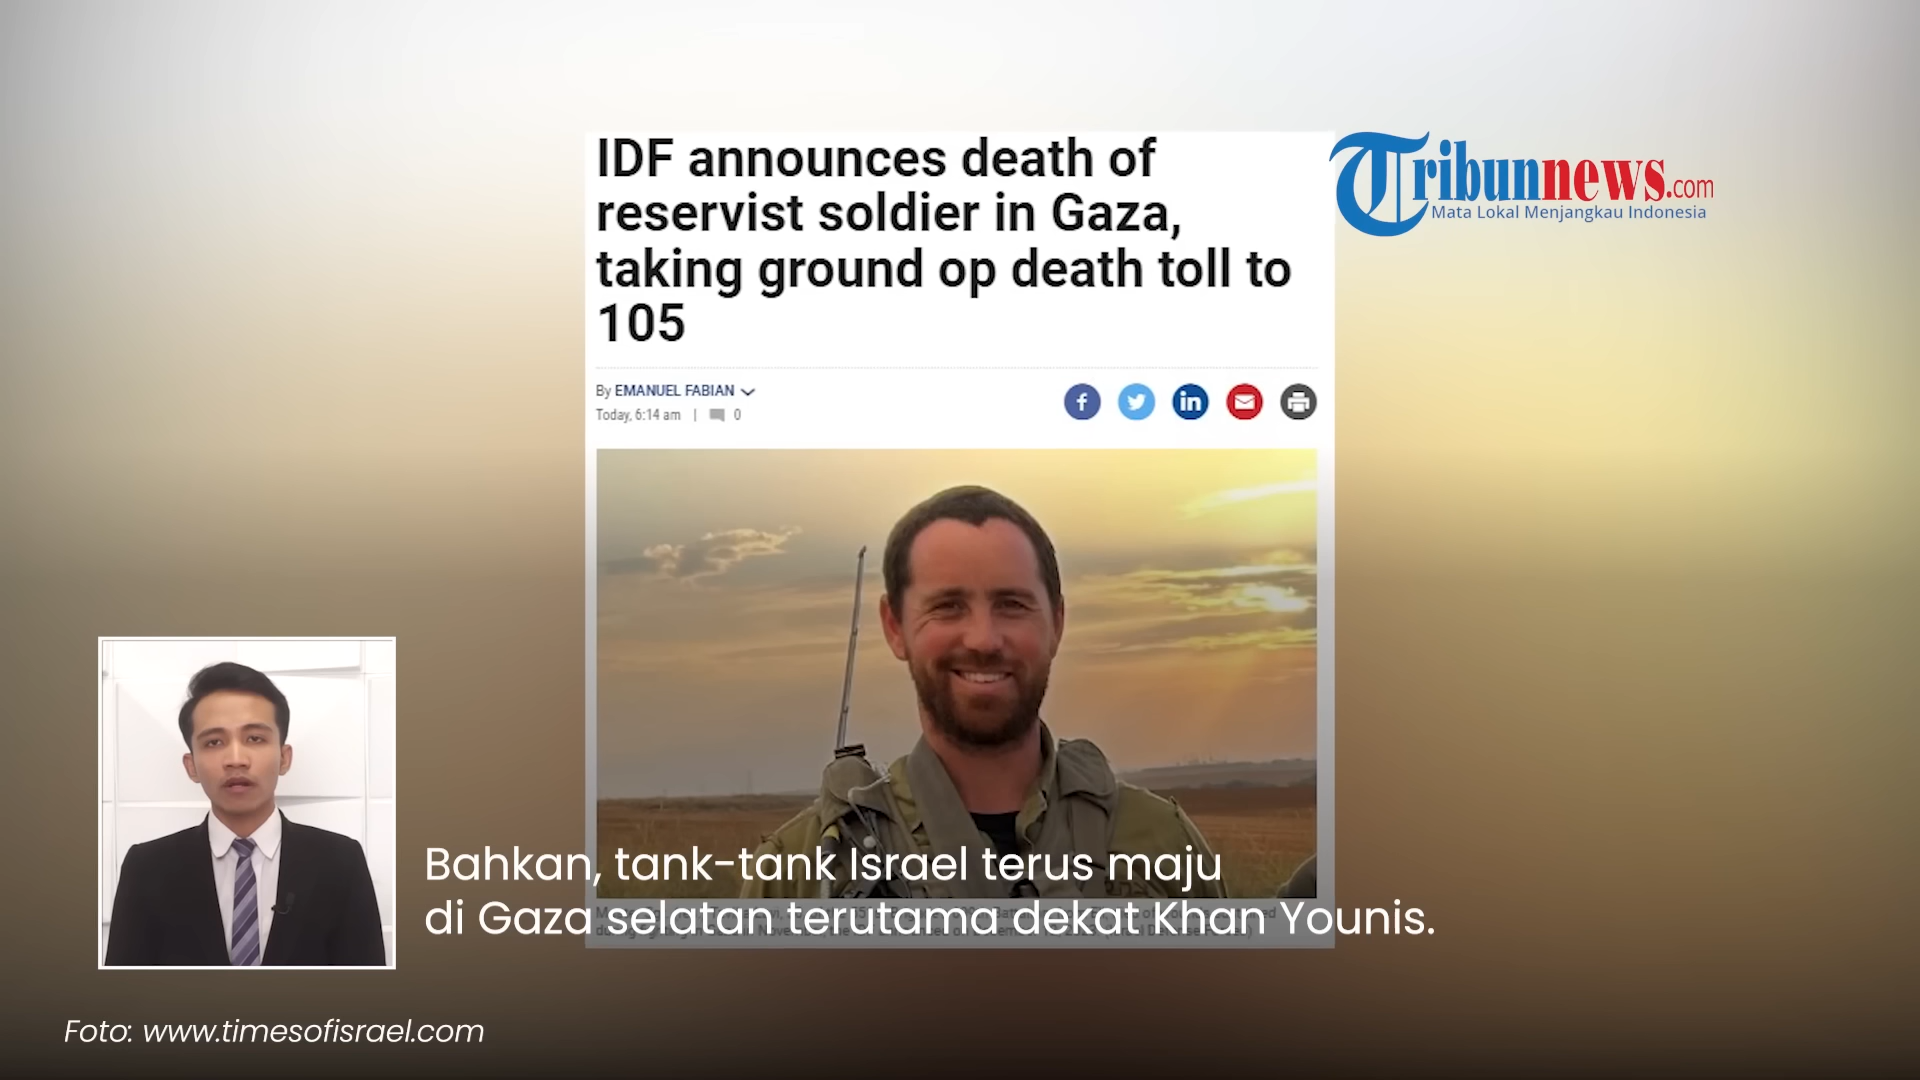 IDF announces death of
reservist soldier in Gaza,
taking ground op death toll to
105
Tribunnews.com
Mata Lokal Menjangkau Indonesia
By EMANUEL FABIAN
Today, 6:14 am | 0
Bahkan, tank-tank Israel terus maju
di Gaza selatan terutama dekat Khan Younis.
Foto: www.timesofisrael.com